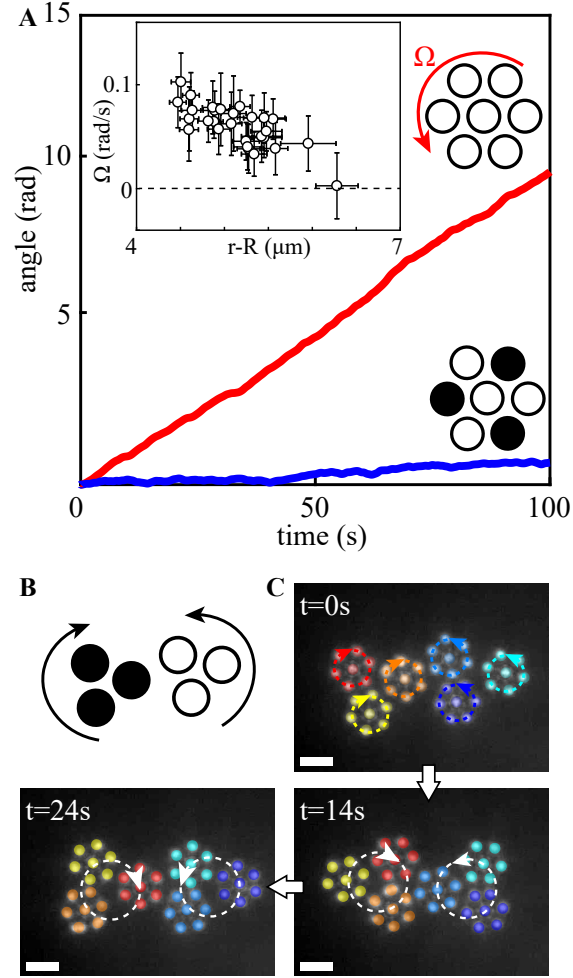 A
15
10
5
0
50
100
angle (rad)
time (s)
0.1
0
Ω (rad/s)
4
7
r-R (μm)
Ω
B
C
t=0s
t=24s
t=14s